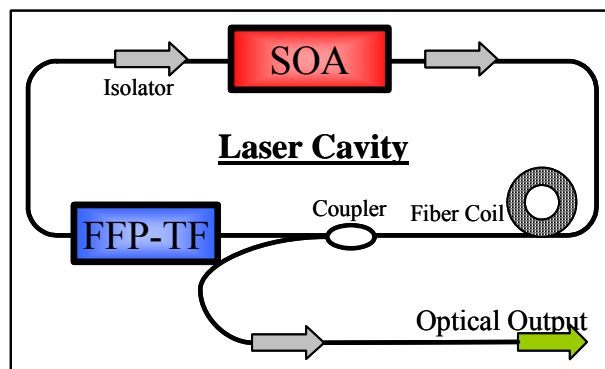 SOA
Isolator
Laser Cavity
Coupler
Fiber Coil
FFP-TF
Optical Output